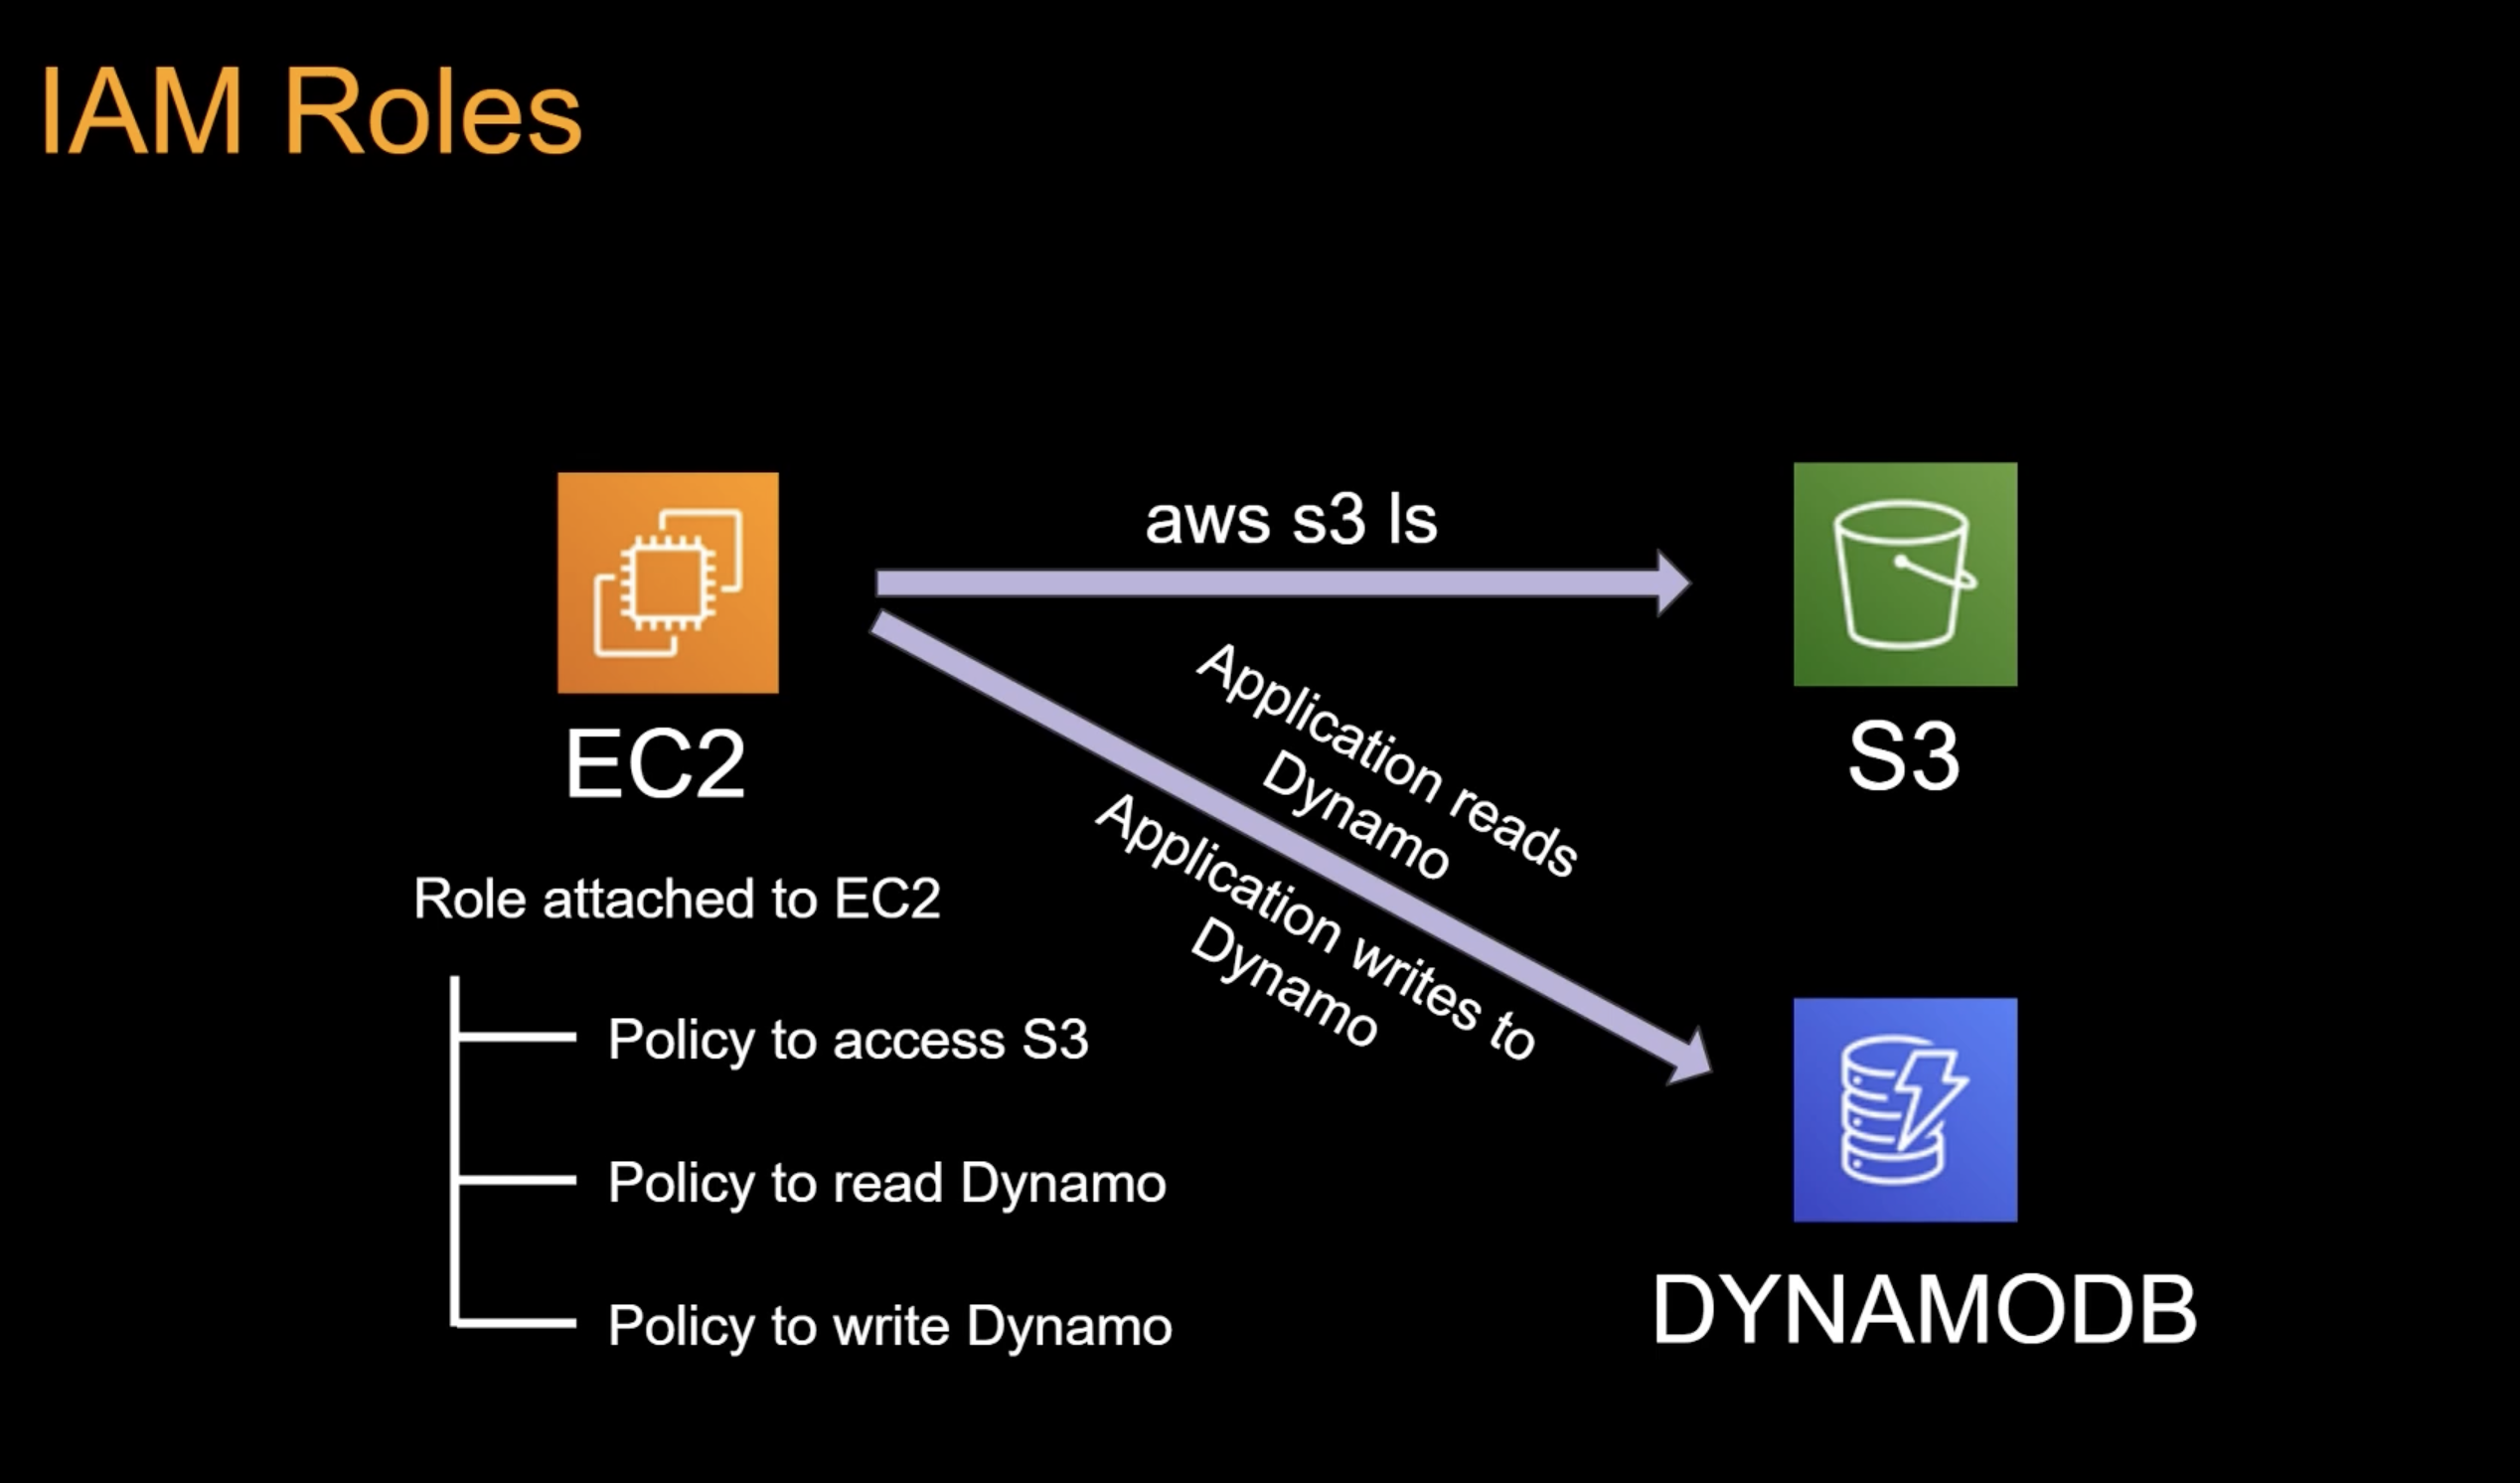 IAM Roles
aws s3 ls
EC2
S3
Application reads
Dynamo
Application writes to
Dynamo
Role attached to EC2
Policy to access S3
Policy to read Dynamo
Policy to write Dynamo
DYNAMODB